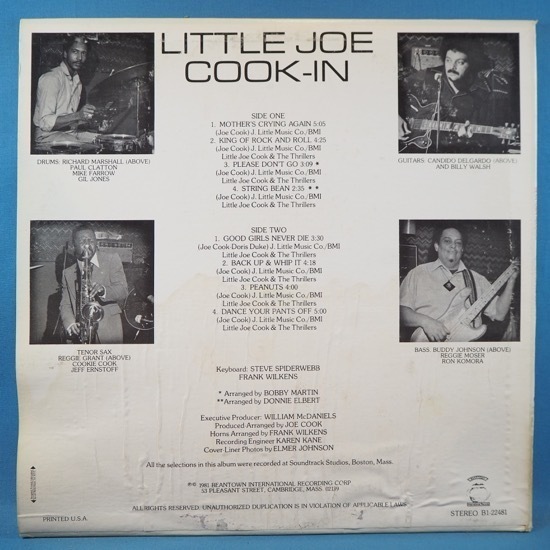 LITTLE JOE
COOK-IN
SIDE ONE
1. MOTHER'S CRYING AGAIN 5:05
(Joe Cook) J. Little Music Co./BMI
2. KING OF ROCK AND ROLL 4:25
(Joe Cook) J. Little Music Co./BMI
Little Joe Cook & The Thrillers
3. PLEASE DON'T GO 3:09 *
(Joe Cook) J. Little Music Co./BMI
Little Joe Cook & The Thrillers
4. STRING BEAN 2:35 * *
(Joe Cook) J. Little Music Co./BMI
Little Joe Cook & The Thrillers
DRUMS: RICHARD MARSHALL (ABOVE)
PAUL CLATTON
MIKE FARROW
GIL JONES
GUITARS: CANDIDO DELGARDO (ABOVE)
AND BILLY WALSH
SIDE TWO
1. GOOD GIRLS NEVER DIE 3:30
(Joe Cook-Doris Duke) J. Little Music Co./BMI
2. BACK UP & WHIP IT 4:18
(Joe Cook) J. Little Music Co./BMI
Little Joe Cook & The Thrillers
3. PEANUTS 4:00
(Joe Cook) J. Little Music Co./BMI
4. DANCE YOUR PANTS OFF 5:00
(Joe Cook) J. Little Music Co./BMI
Little Joe Cook & The Thrillers
TENOR SAX
REGGIE GRANT (ABOVE)
COOKIE COOK
JEFF ERNSTOFF
BASS: BUDDY JOHNSON (ABOVE)
REGGIE MOSER
RON KOMORA
Keyboard: STEVE SPIDERWEBB
FRANK WILKENS
* Arranged by BOBBY MARTIN
**Arranged by DONNIE ELBERT
Executive Producer: WILLIAM McDANIELS
Produced Arranged by JOE COOK
Horns Arranged by FRANK WILKENS
Recording Engineer KAREN KANE
Cover-Liner Photos by ELMER JOHNSON
All the selections in this album were recorded at Soundtrack Studios, Boston, Mass.
℗© 1981 BEANTOWN INTERNATIONAL RECORDING CORP
53 PLEASANT STREET, CAMBRIDGE, MASS. 02139
ALL RIGHTS RESERVED. UNAUTHORIZED DUPLICATION IS IN VIOLATION OF APPLICABLE LAWS
PRINTED U.S.A.
STEREO B1-22481